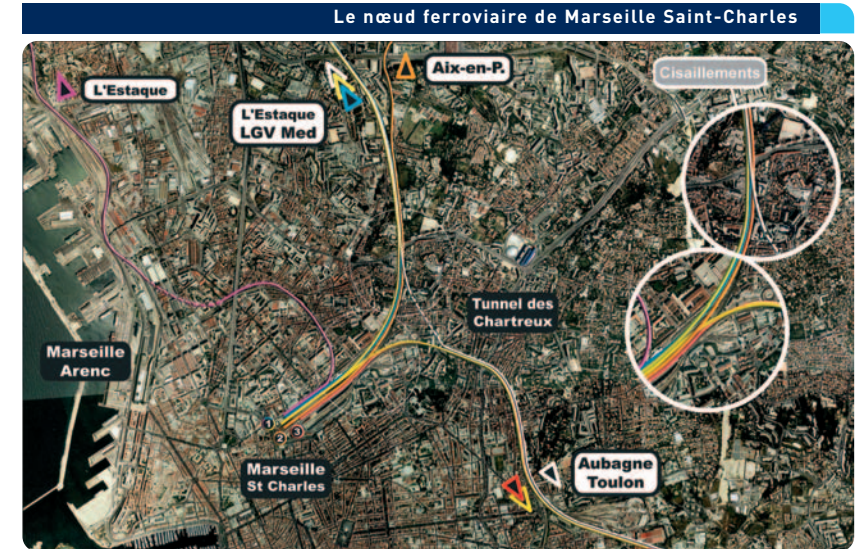 Le nœud ferroviaire de Marseille Saint-Charles
L'Estaque
L'Estaque
LGV Med
Aix-en-P.
Cisaillements
Tunnel des
Chartreux
Marseille
Arenc
1
2
3
Marseille
St Charles
Aubagne
Toulon